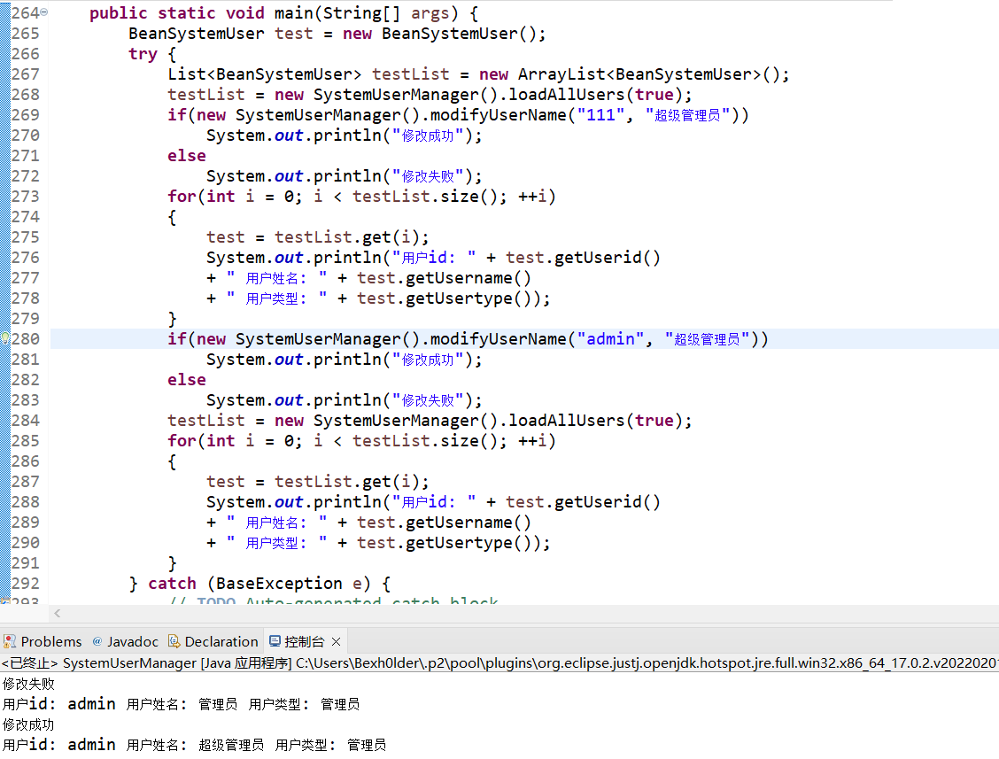 264 public static void main(String[] args) {
265 BeanSystemUser test = new BeanSystemUser();
266 try {
267 List<BeanSystemUser> testList = new ArrayList<BeanSystemUser>();
268 testList = new SystemUserManager().loadAllUsers(true);
269 if(new SystemUserManager().modifyUserName("111", "超级管理员"))
270 System.out.println("修改成功");
271 else
272 System.out.println("修改失败");
273 for(int i = 0; i < testList.size(); ++i)
274 {
275 test = testList.get(i);
276 System.out.println("用户id: " + test.getUserid()
277 + " 用户姓名: " + test.getUsername()
278 + " 用户类型: " + test.getUsertype());
279 }
280 if(new SystemUserManager().modifyUserName("admin", "超级管理员"))
281 System.out.println("修改成功");
282 else
283 System.out.println("修改失败");
284 testList = new SystemUserManager().loadAllUsers(true);
285 for(int i = 0; i < testList.size(); ++i)
286 {
287 test = testList.get(i);
288 System.out.println("用户id: " + test.getUserid()
289 + " 用户姓名: " + test.getUsername()
290 + " 用户类型: " + test.getUsertype());
291 }
292 } catch (BaseException e) {
293 // TODO Auto-generated catch block
Problems @ Javadoc Declaration 控制台
<已终止> SystemUserManager [Java 应用程序] C:\Users\Bexh0lder\.p2\pool\plugins\org.eclipse.justj.openjdk.hotspot.jre.full.win32.x86_64_17.0.2.v2022020
修改失败
用户id: admin 用户姓名: 管理员 用户类型: 管理员
修改成功
用户id: admin 用户姓名: 超级管理员 用户类型: 管理员